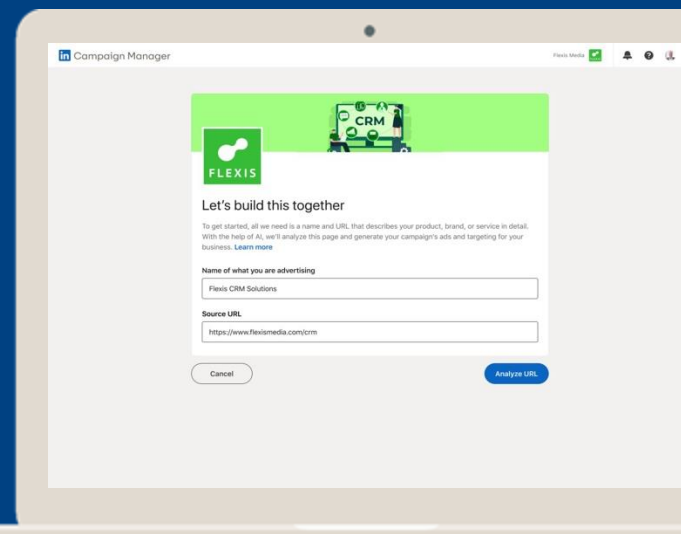 in Campaign Manager
Flexis Media
FLEXIS
CRM
FLEXIS
Let's build this together
To get started, all we need is a name and URL that describes your product, brand, or service in detail.
With the help of AI, we'll analyze this page and generate your campaign's ads and targeting for your
business. Learn more
Name of what you are advertising
Flexis CRM Solutions
Source URL
https://www.flexismedia.com/crm
Cancel
Analyze URL